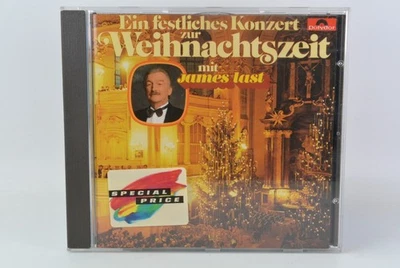 Ein festliches Konzert
zur
Weihnachtszeit
mit
James Last
Polydor
SPECIAL
PRICE